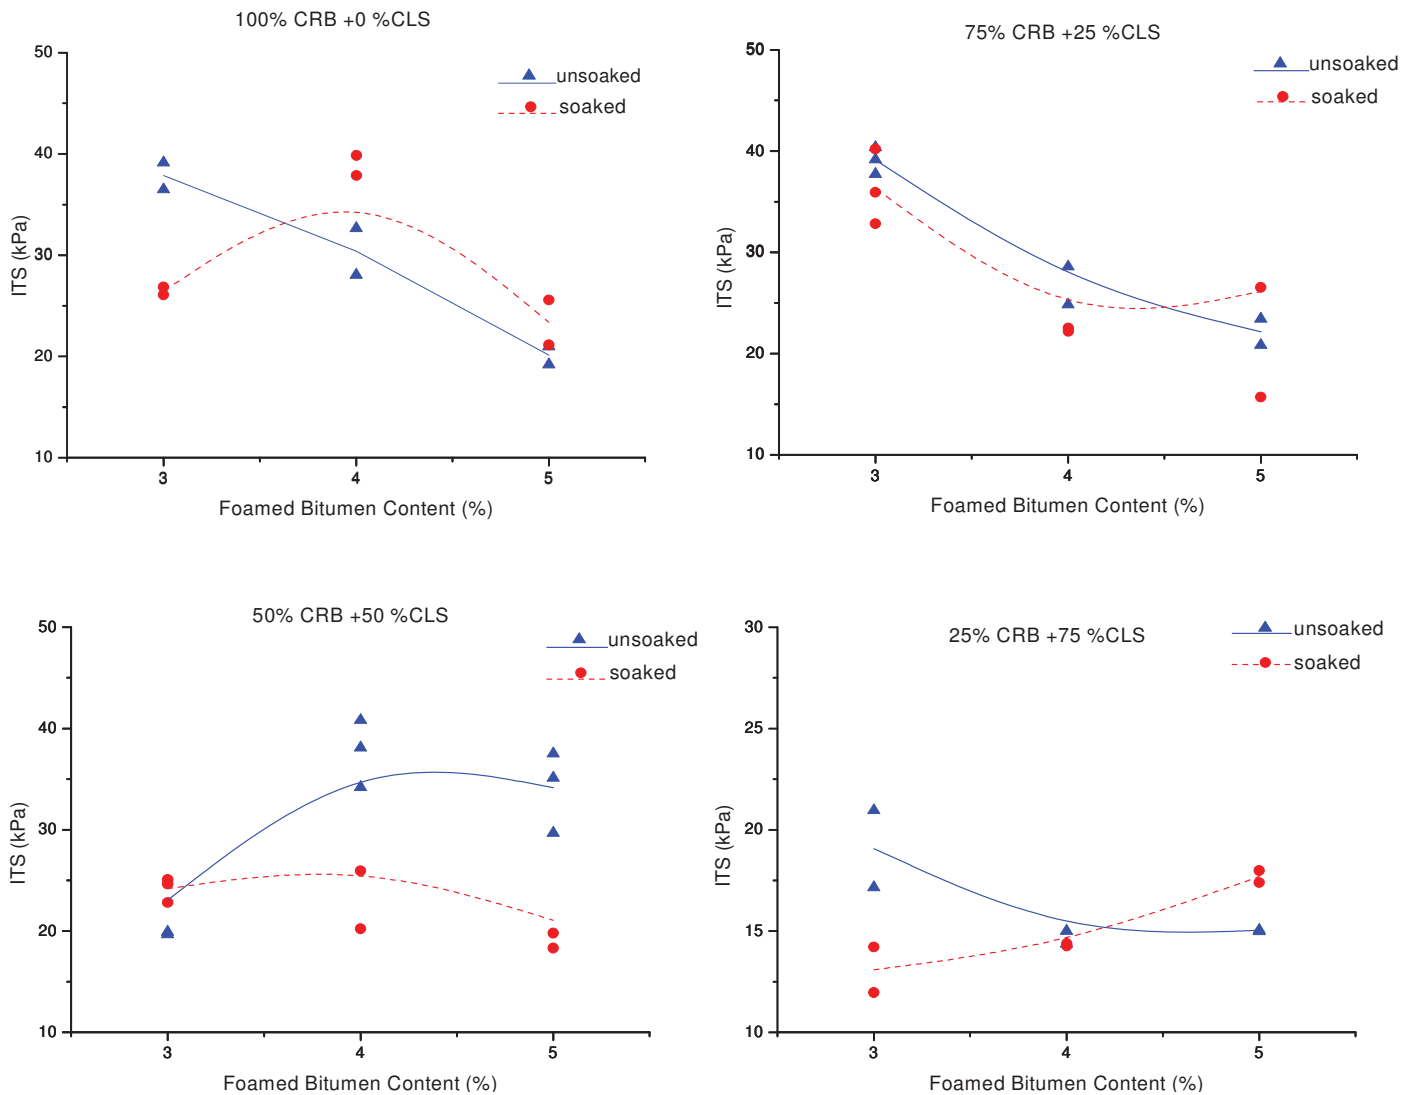 100% CRB +0 %CLS
50
40
30
20
10
ITS (kPa)
unsoaked
soaked
3
4
5
Foamed Bitumen Content (%)
75% CRB +25 %CLS
50
40
30
20
10
ITS (kPa)
unsoaked
soaked
3
4
5
Foamed Bitumen Content (%)
50% CRB +50 %CLS
50
40
30
20
10
ITS (kPa)
unsoaked
soaked
3
4
5
Foamed Bitumen Content (%)
25% CRB +75 %CLS
30
25
20
15
10
ITS (kPa)
unsoaked
soaked
3
4
5
Foamed Bitumen Content (%)